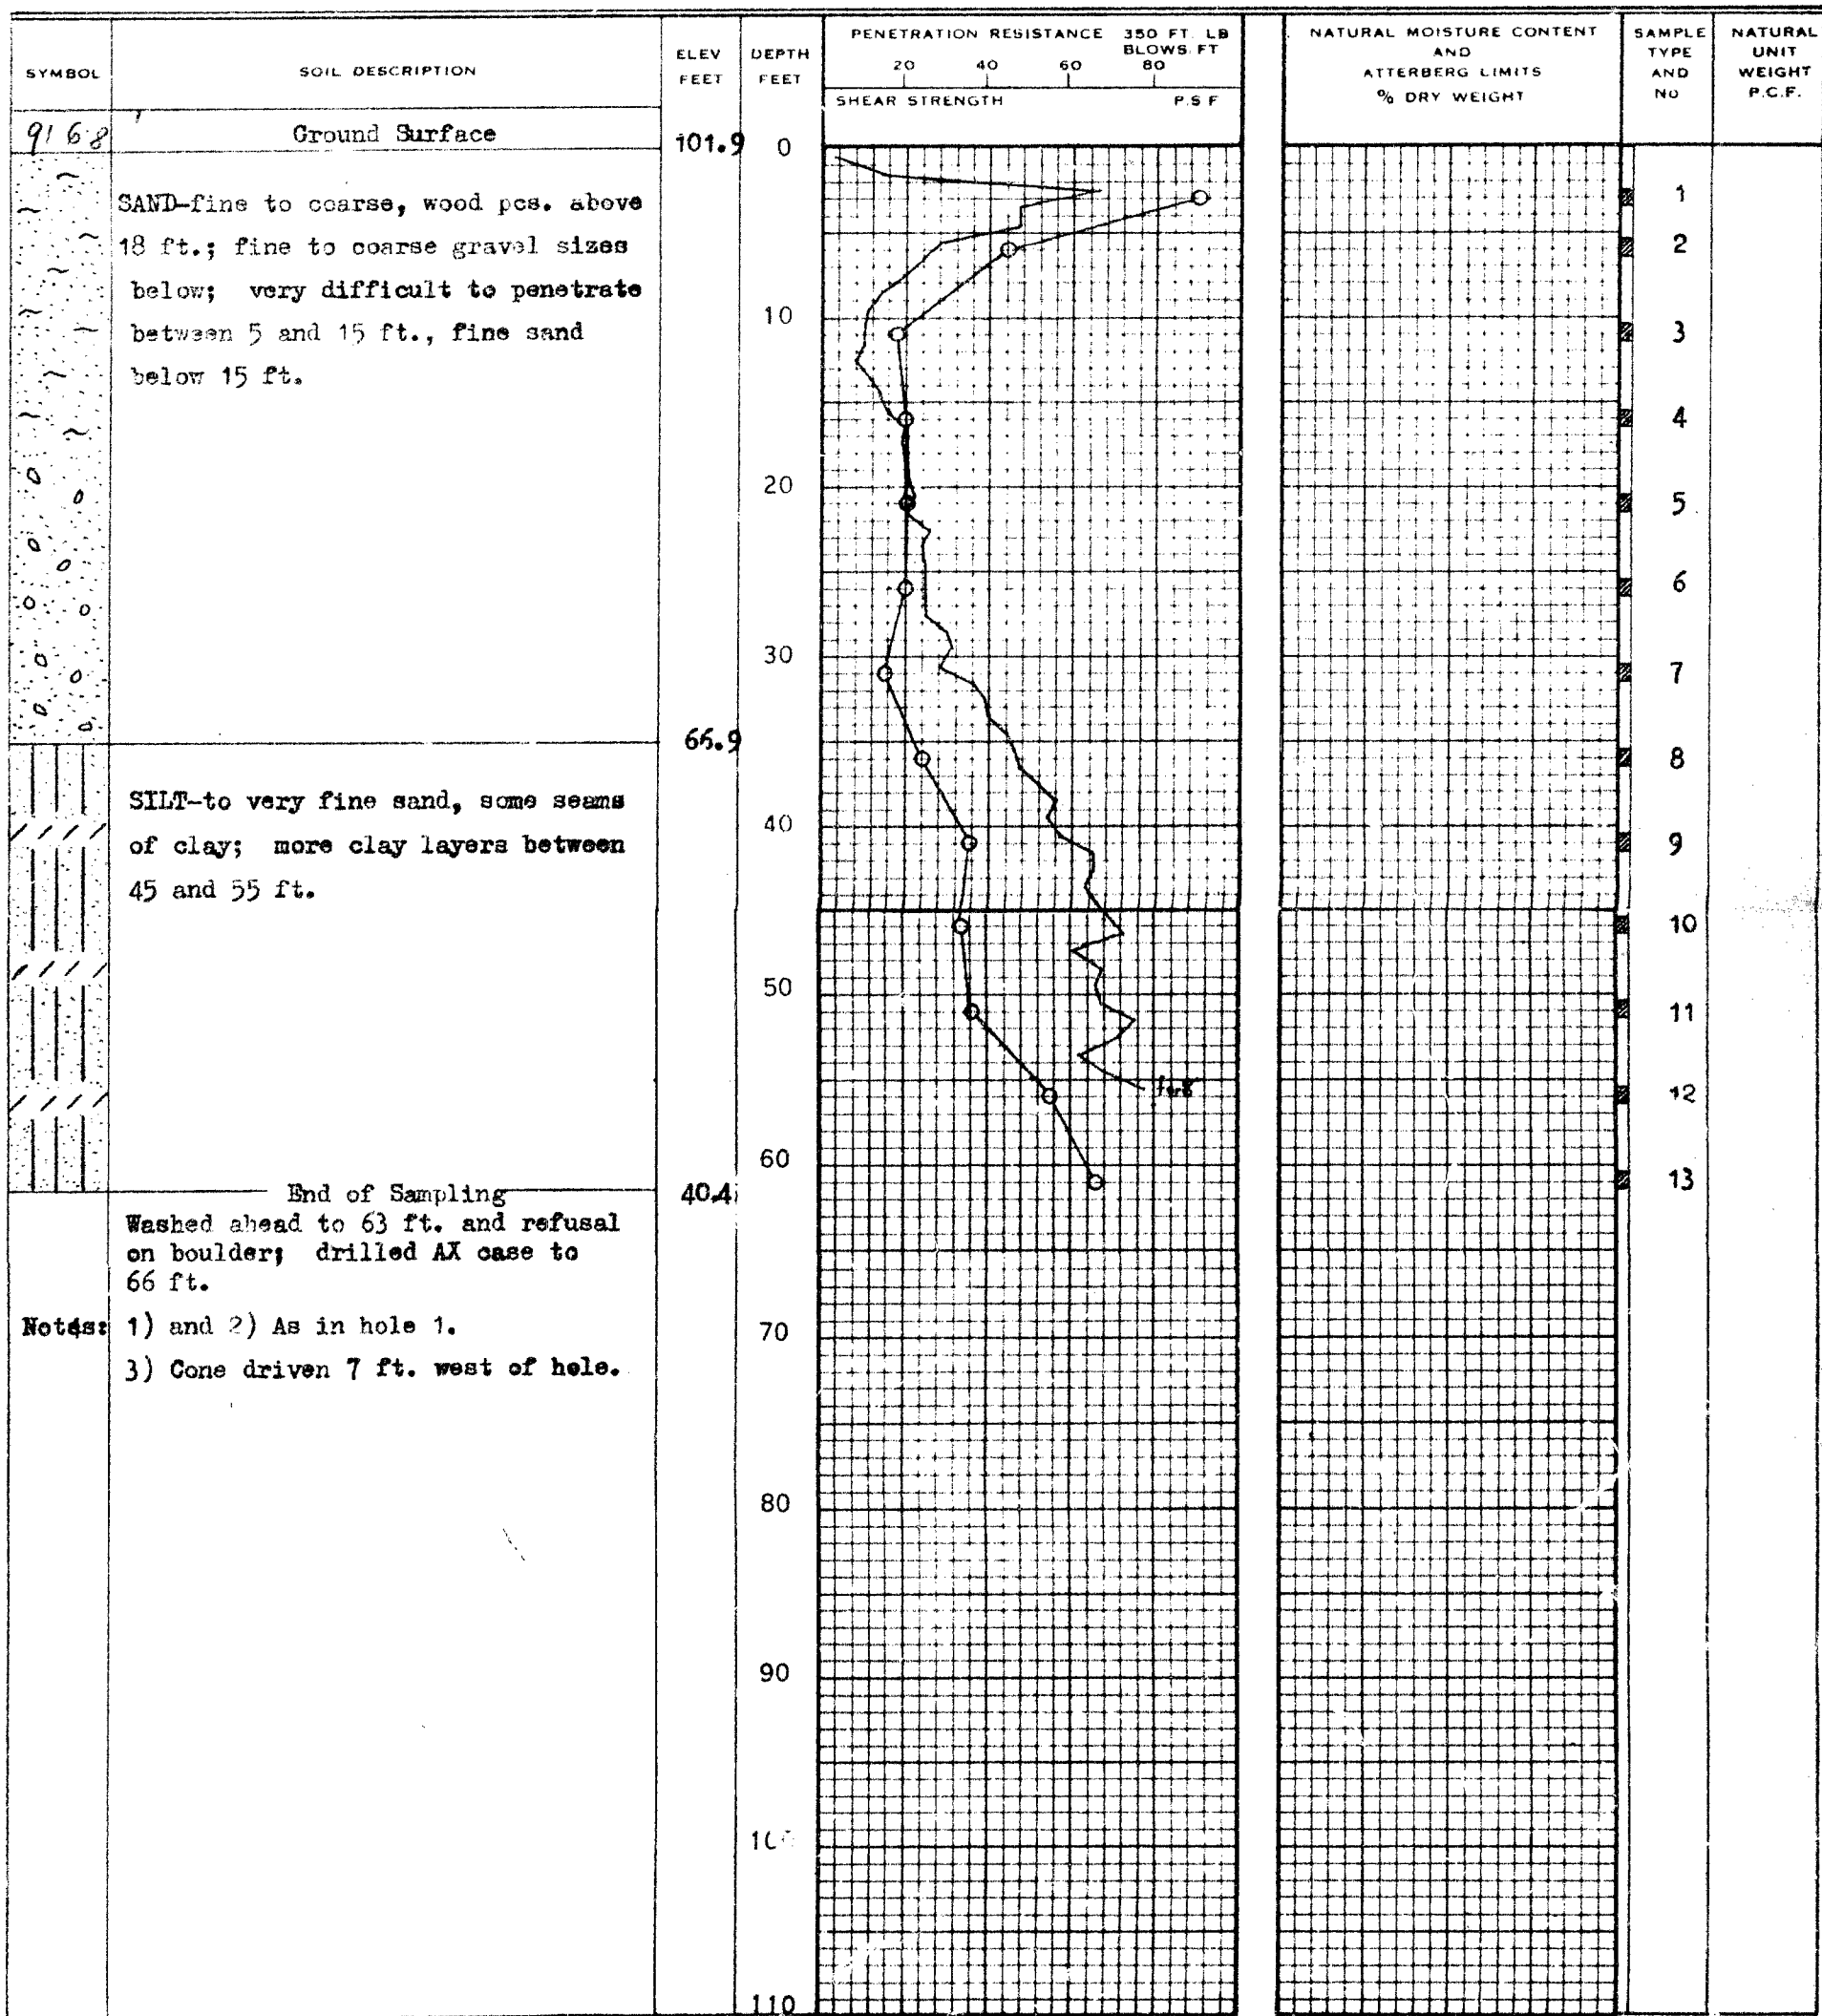 SYMBOL
SOIL DESCRIPTION
ELEV
FEET
DEPTH
FEET
PENETRATION RESISTANCE 350 FT. LB
BLOWS/FT
20 40 60 80
SHEAR STRENGTH P.S.F
NATURAL MOISTURE CONTENT
AND
ATTERBERG LIMITS
% DRY WEIGHT
SAMPLE
TYPE
AND
NO
NATURAL
UNIT
WEIGHT
P.C.F.
916.8
Ground Surface
101.9
SAND-fine to coarse, wood pcs. above
18 ft.; fine to coarse gravel sizes
below; very difficult to penetrate
between 5 and 15 ft., fine sand
below 15 ft.
66.9
SILT-to very fine sand, some seams
of clay; more clay layers between
45 and 55 ft.
End of Sampling
40.4
Washed ahead to 63 ft. and refusal
on boulder; drilled AX case to
66 ft.
Notes: 1) and 2) As in hole 1.
3) Cone driven 7 ft. west of hole.
0
10
20
30
40
50
60
70
80
90
110
1
2
3
4
5
6
7
8
9
10
11
12
13